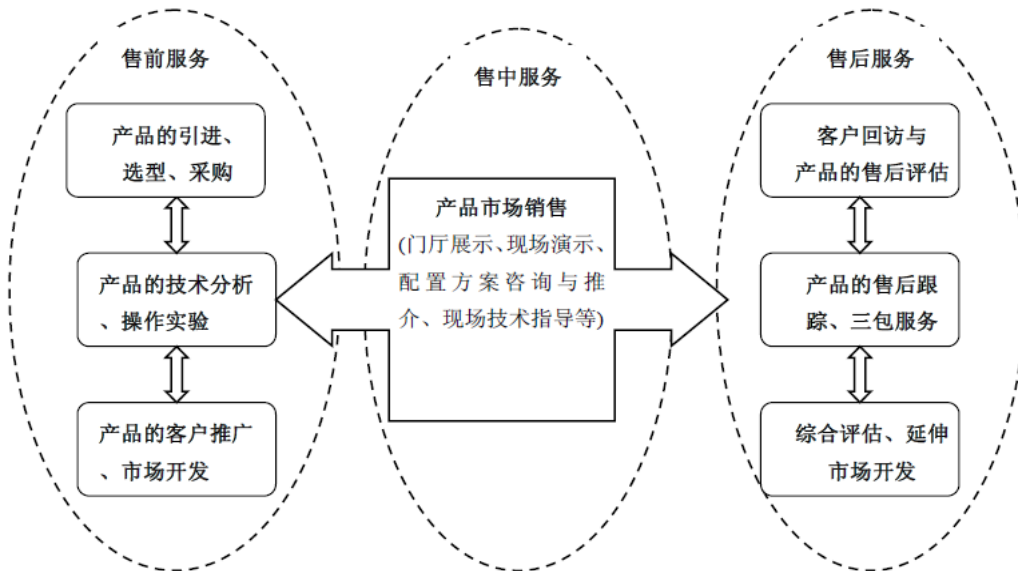 售前服务
产品的引进、
选型、采购
产品的技术分析
、操作实验
产品的客户推广
、市场开发
售中服务
产品市场销售
(门厅展示、现场演示、
配置方案咨询与推
介、现场技术指导等)
售后服务
客户回访与
产品的售后评估
产品的售后跟
踪、三包服务
综合评估、延伸
市场开发